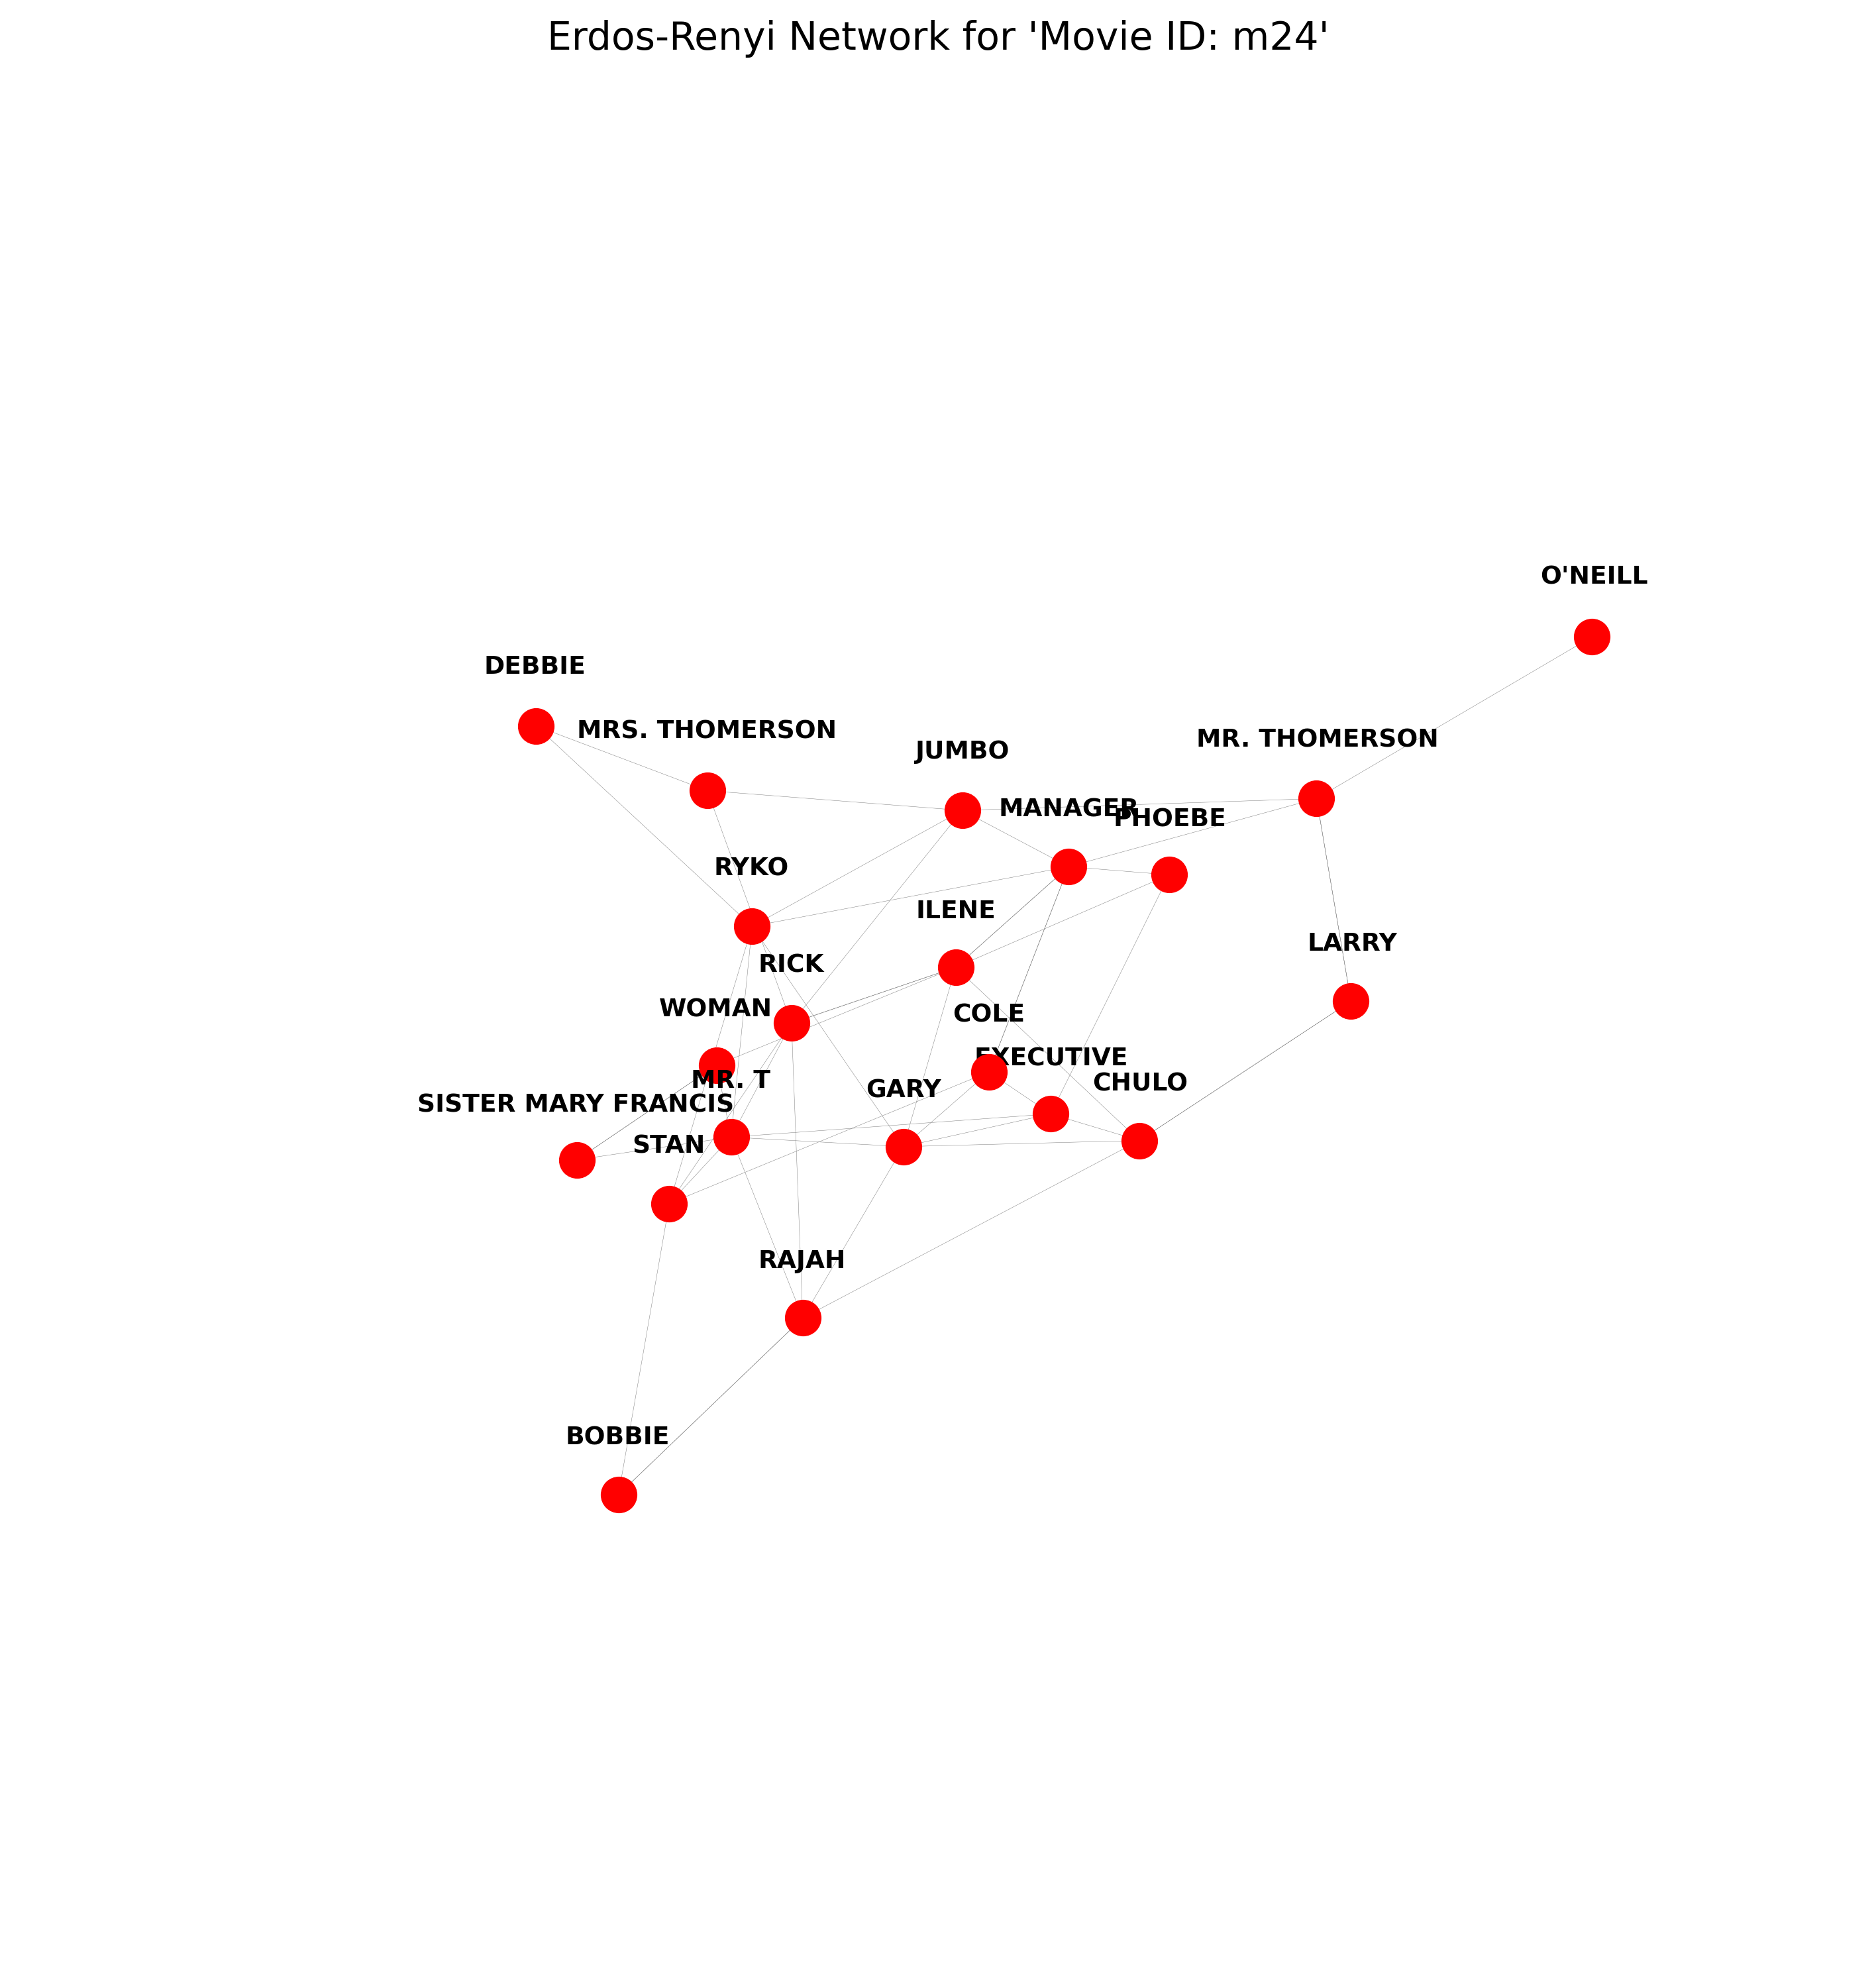 Erdos-Renyi Network for 'Movie ID: m24'
O'NEILL
DEBBIE
MRS. THOMERSON
MR. THOMERSON
JUMBO
MANAGER
PHOEBE
RYKO
ILENE
LARRY
RICK
WOMAN
COLE
EXECUTIVE
MR. T
CHULO
GARY
SISTER MARY FRANCIS
STAN
RAJAH
BOBBIE